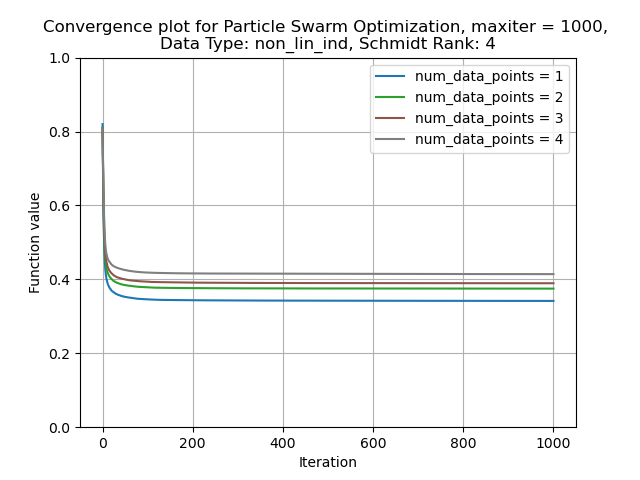 Convergence plot for Particle Swarm Optimization, maxiter = 1000,
Data Type: non_lin_ind, Schmidt Rank: 4
num_data_points = 1
num_data_points = 2
num_data_points = 3
num_data_points = 4
Function value
1.0
0.8
0.6
0.4
0.2
0.0
0 200 400 600 800 1000
Iteration